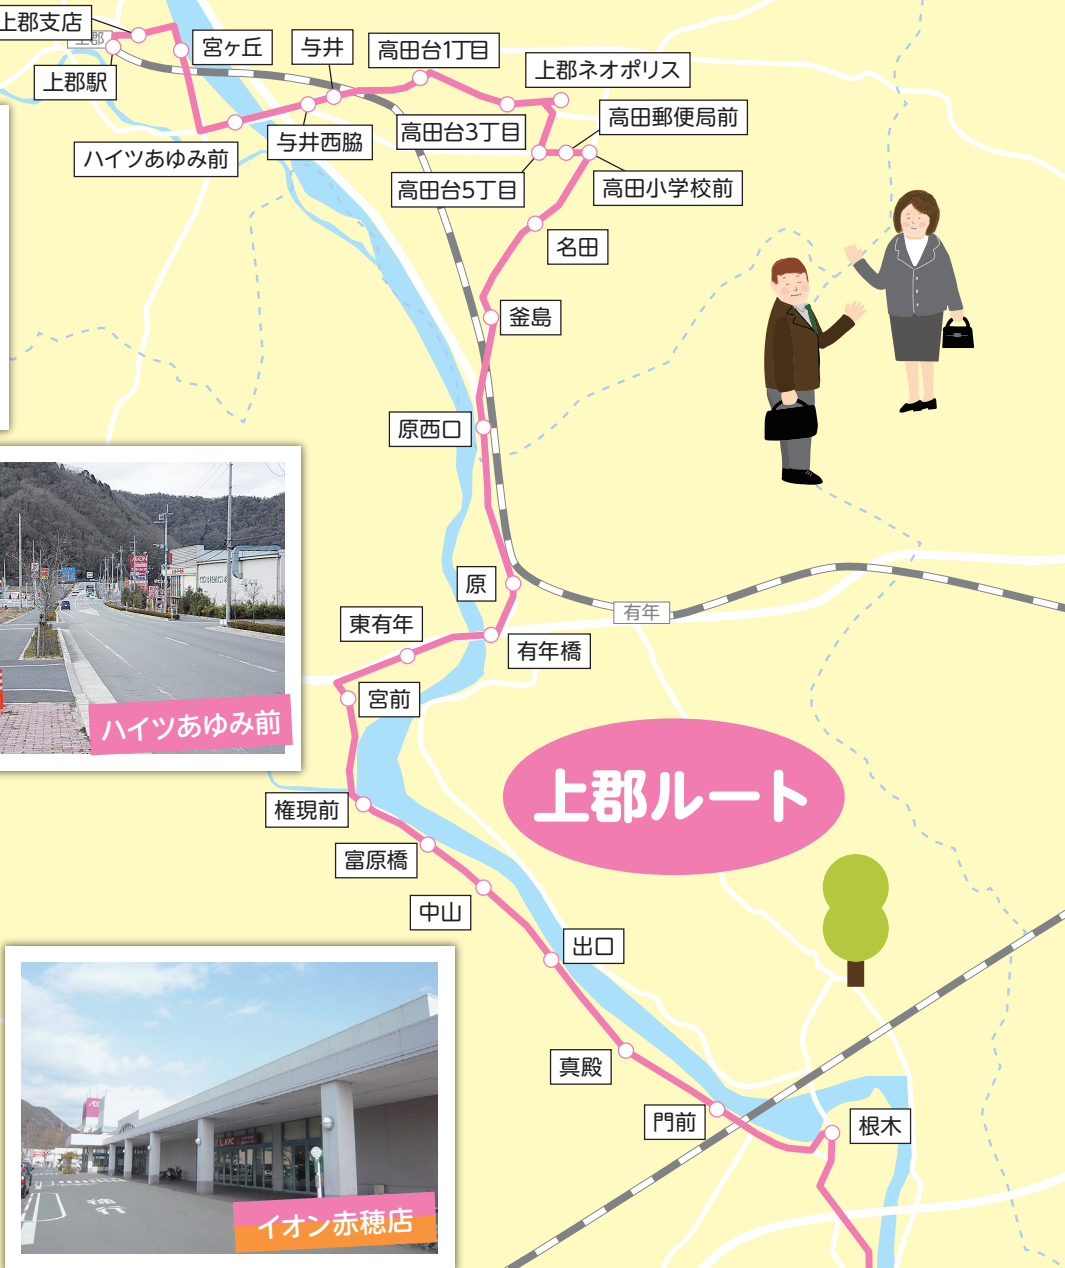 上郡支店
上郡
宮ヶ丘
与井
高田台1丁目
上郡ネオポリス
上郡駅
高田郵便局前
高田台3丁目
与井西脇
ハイツあゆみ前
高田台5丁目
高田小学校前
名田
釜島
原西口
原
有年
東有年
有年橋
宮前
ハイツあゆみ前
上郡ルート
権現前
富原橋
中山
出口
真殿
門前
根木
イオン赤穂店